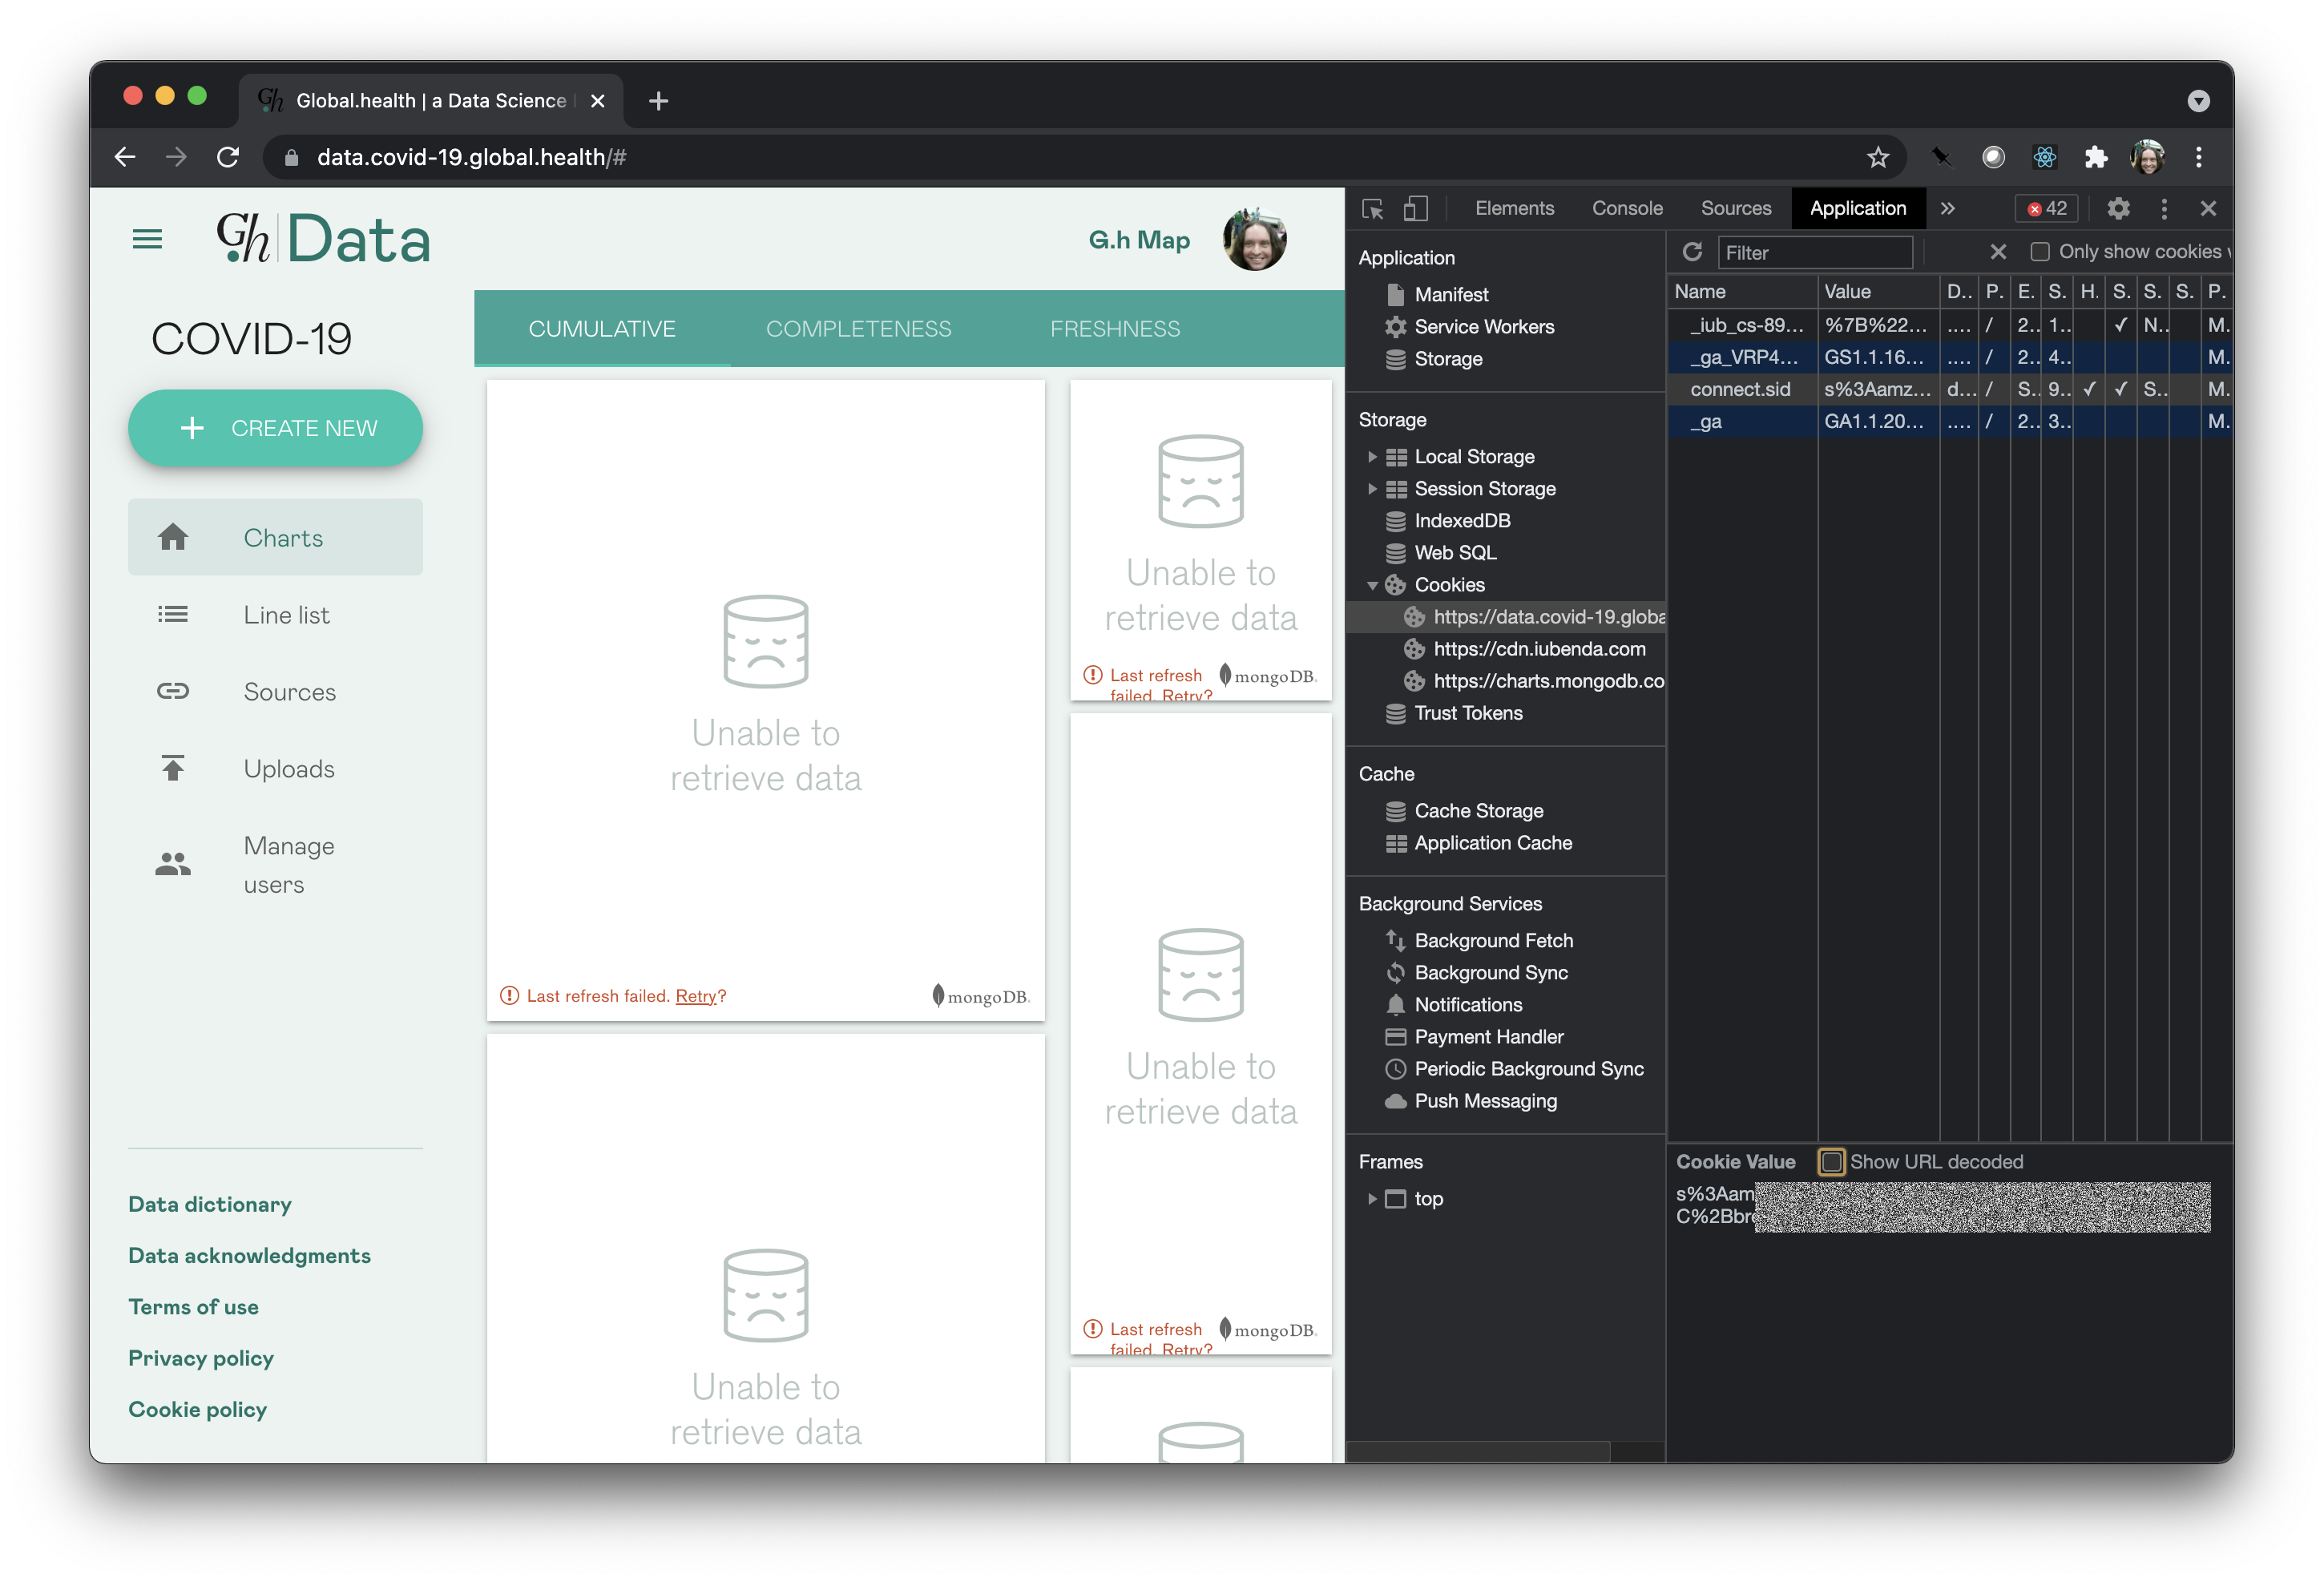 Global.health | a Data Science
data.covid-19.global.health/#
Gh Data
G.h Map
COVID-19
CREATE NEW
Charts
Line list
Sources
Uploads
Manage
users
Data dictionary
Data acknowledgments
Terms of use
Privacy policy
Cookie policy
CUMULATIVE COMPLETENESS FRESHNESS
Unable to
retrieve data
Last refresh failed. Retry?
mongoDB.
Unable to
retrieve data
Unable to
retrieve data
Last refresh
failed. Retry?
mongoDB.
Unable to
retrieve data
Last refresh
failed. Retry?
mongoDB.
Elements Console Sources Application 42
Application
Manifest
Service Workers
Storage
Storage
Local Storage
Session Storage
IndexedDB
Web SQL
Cookies
https://data.covid-19.globa
https://cdn.iubenda.com
https://charts.mongodb.co
Trust Tokens
Cache
Cache Storage
Application Cache
Background Services
Background Fetch
Background Sync
Notifications
Payment Handler
Periodic Background Sync
Push Messaging
Frames
top
Filter Only show cookies
Name Value D.. P. E. S. H. S. S. S. P.
_iub_cs-89... %7B%22... .... / 2.. 1.. ✓ N.. M.
_ga_VRP4... GS1.1.16... .... / 2.. 4.. M.
connect.sid s%3Aamz... d... / S.. 9.. ✓ ✓ S.. M.
_ga GA1.1.20... .... / 2.. 3.. M.
Cookie Value Show URL decoded
s%3Aam
C%2Bbr